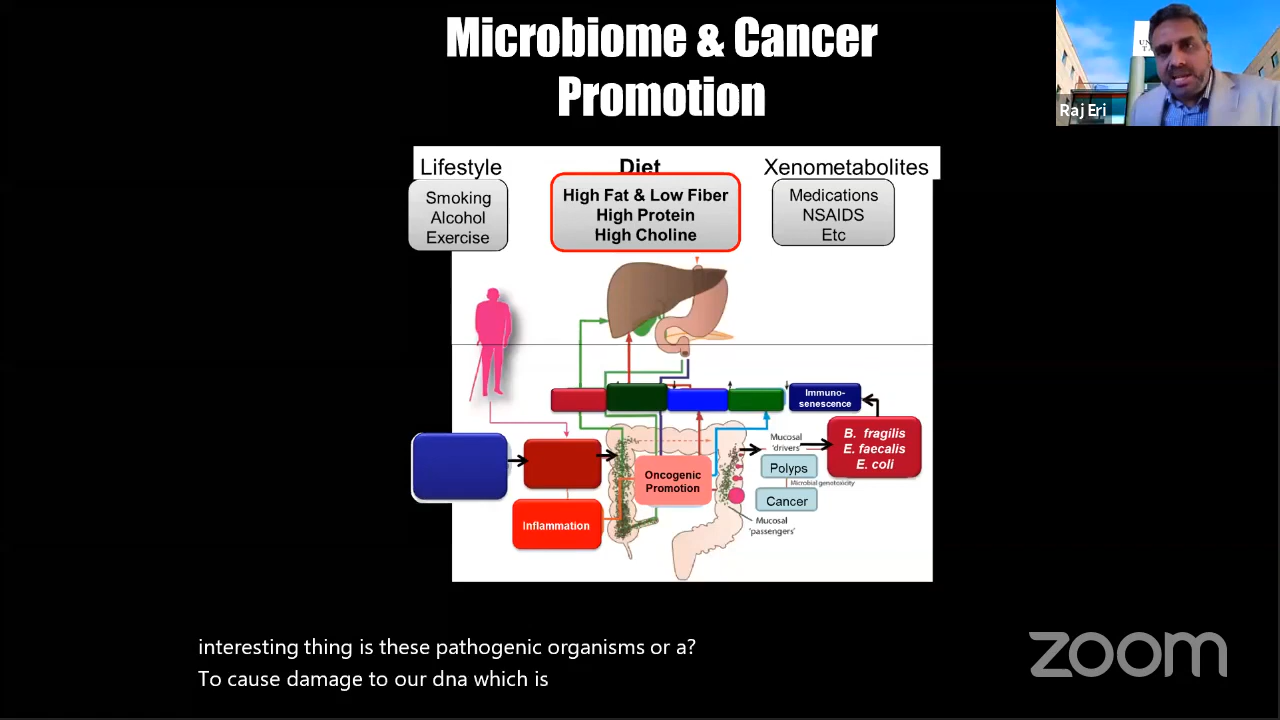 Microbiome & Cancer
Promotion
Raj Eri
Lifestyle
Smoking
Alcohol
Exercise
Diet
High Fat & Low Fiber
High Protein
High Choline
Xenometabolites
Medications
NSAIDS
Etc
Immuno-
senescence
B. fragilis
E. faecalis
E. coli
Mucosal
'drivers'
Polyps
Microbial genotoxicity
Cancer
Mucosal
'passengers'
Oncogenic
Promotion
Inflammation
interesting thing is these pathogenic organisms or a?
To cause damage to our dna which is
zoom